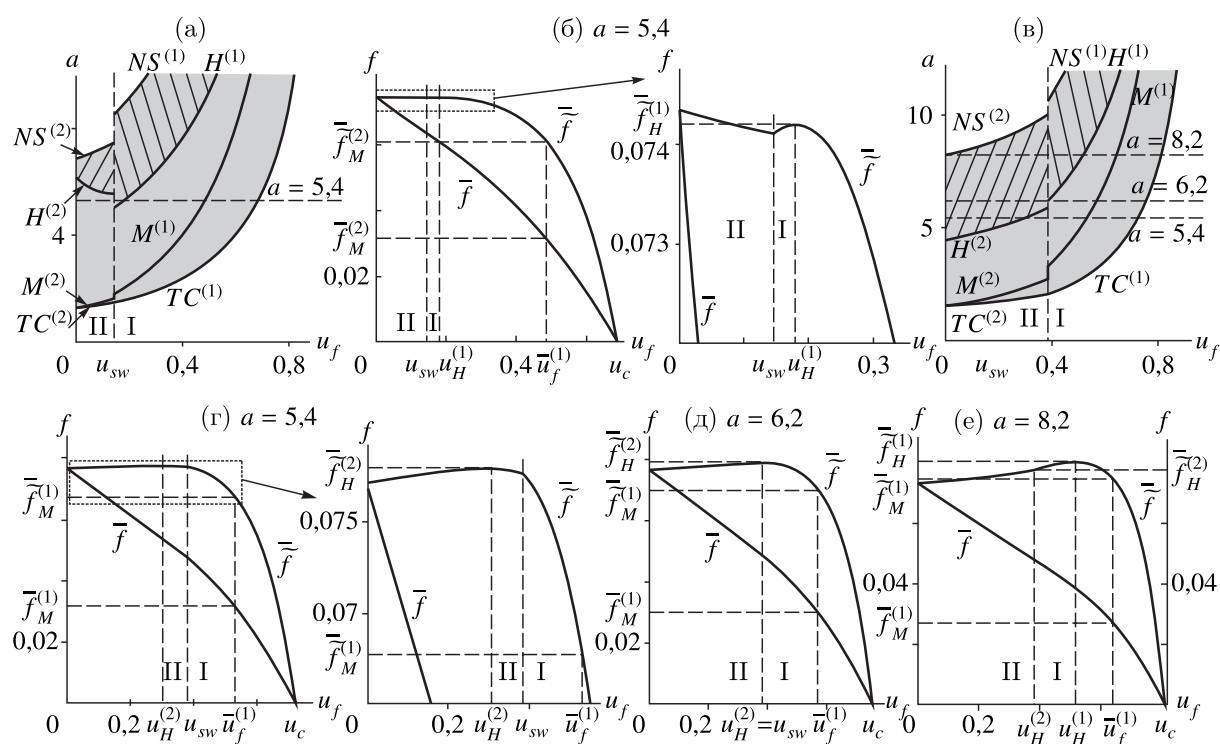 (а)
a
NS⁽¹⁾
H⁽¹⁾
NS⁽²⁾
a = 5,4
H⁽²⁾
4
M⁽¹⁾
M⁽²⁾
TC⁽¹⁾
TC⁽²⁾
II
I
0
u_sw
0,4
0,8
u_f
(б) a = 5,4
f
f̃̅
f̃̅_M⁽²⁾
f̅
f̅_M⁽²⁾
0,02
II
I
0
u_sw
u_H⁽¹⁾
0,4
u̅_f⁽¹⁾
u_c
u_f
f
f̃̅_H⁽¹⁾
0,074
f̃̅
II
I
0,073
f̅
0
u_sw
u_H⁽¹⁾
0,3
u_f
(в)
a
NS⁽¹⁾
H⁽¹⁾
10
M⁽¹⁾
NS⁽²⁾
a = 8,2
a = 6,2
5
a = 5,4
H⁽²⁾
M⁽²⁾
TC⁽¹⁾
TC⁽²⁾
II
I
0
u_sw
0,4
0,8
u_f
(г) a = 5,4
f
f̃̅_M⁽¹⁾
f̅
f̃̅
f̅_M⁽¹⁾
0,02
II
I
0
0,2
u_H⁽²⁾
u_sw
u̅_f⁽¹⁾
u_c
u_f
f
f̃̅_H⁽²⁾
f̃̅
0,075
f̅
0,07
f̃̅_M⁽¹⁾
II
I
0
0,2
u_H⁽²⁾
u_sw
u̅_f⁽¹⁾
u_f
(д) a = 6,2
f
f̃̅_H⁽²⁾
f̃̅
f̃̅_M⁽¹⁾
f̅
f̅_M⁽¹⁾
0,02
II
I
0
0,2
u_H⁽²⁾=u_sw
u̅_f⁽¹⁾
u_c
u_f
(е) a = 8,2
f
f
f̃̅_H⁽¹⁾
f̃̅_H⁽²⁾
f̃̅_M⁽¹⁾
f̃̅
f̅
0,04
0,04
f̅_M⁽¹⁾
II
I
0
0,2
u_H⁽²⁾
u_H⁽¹⁾
u̅_f⁽¹⁾
u_c
u_f